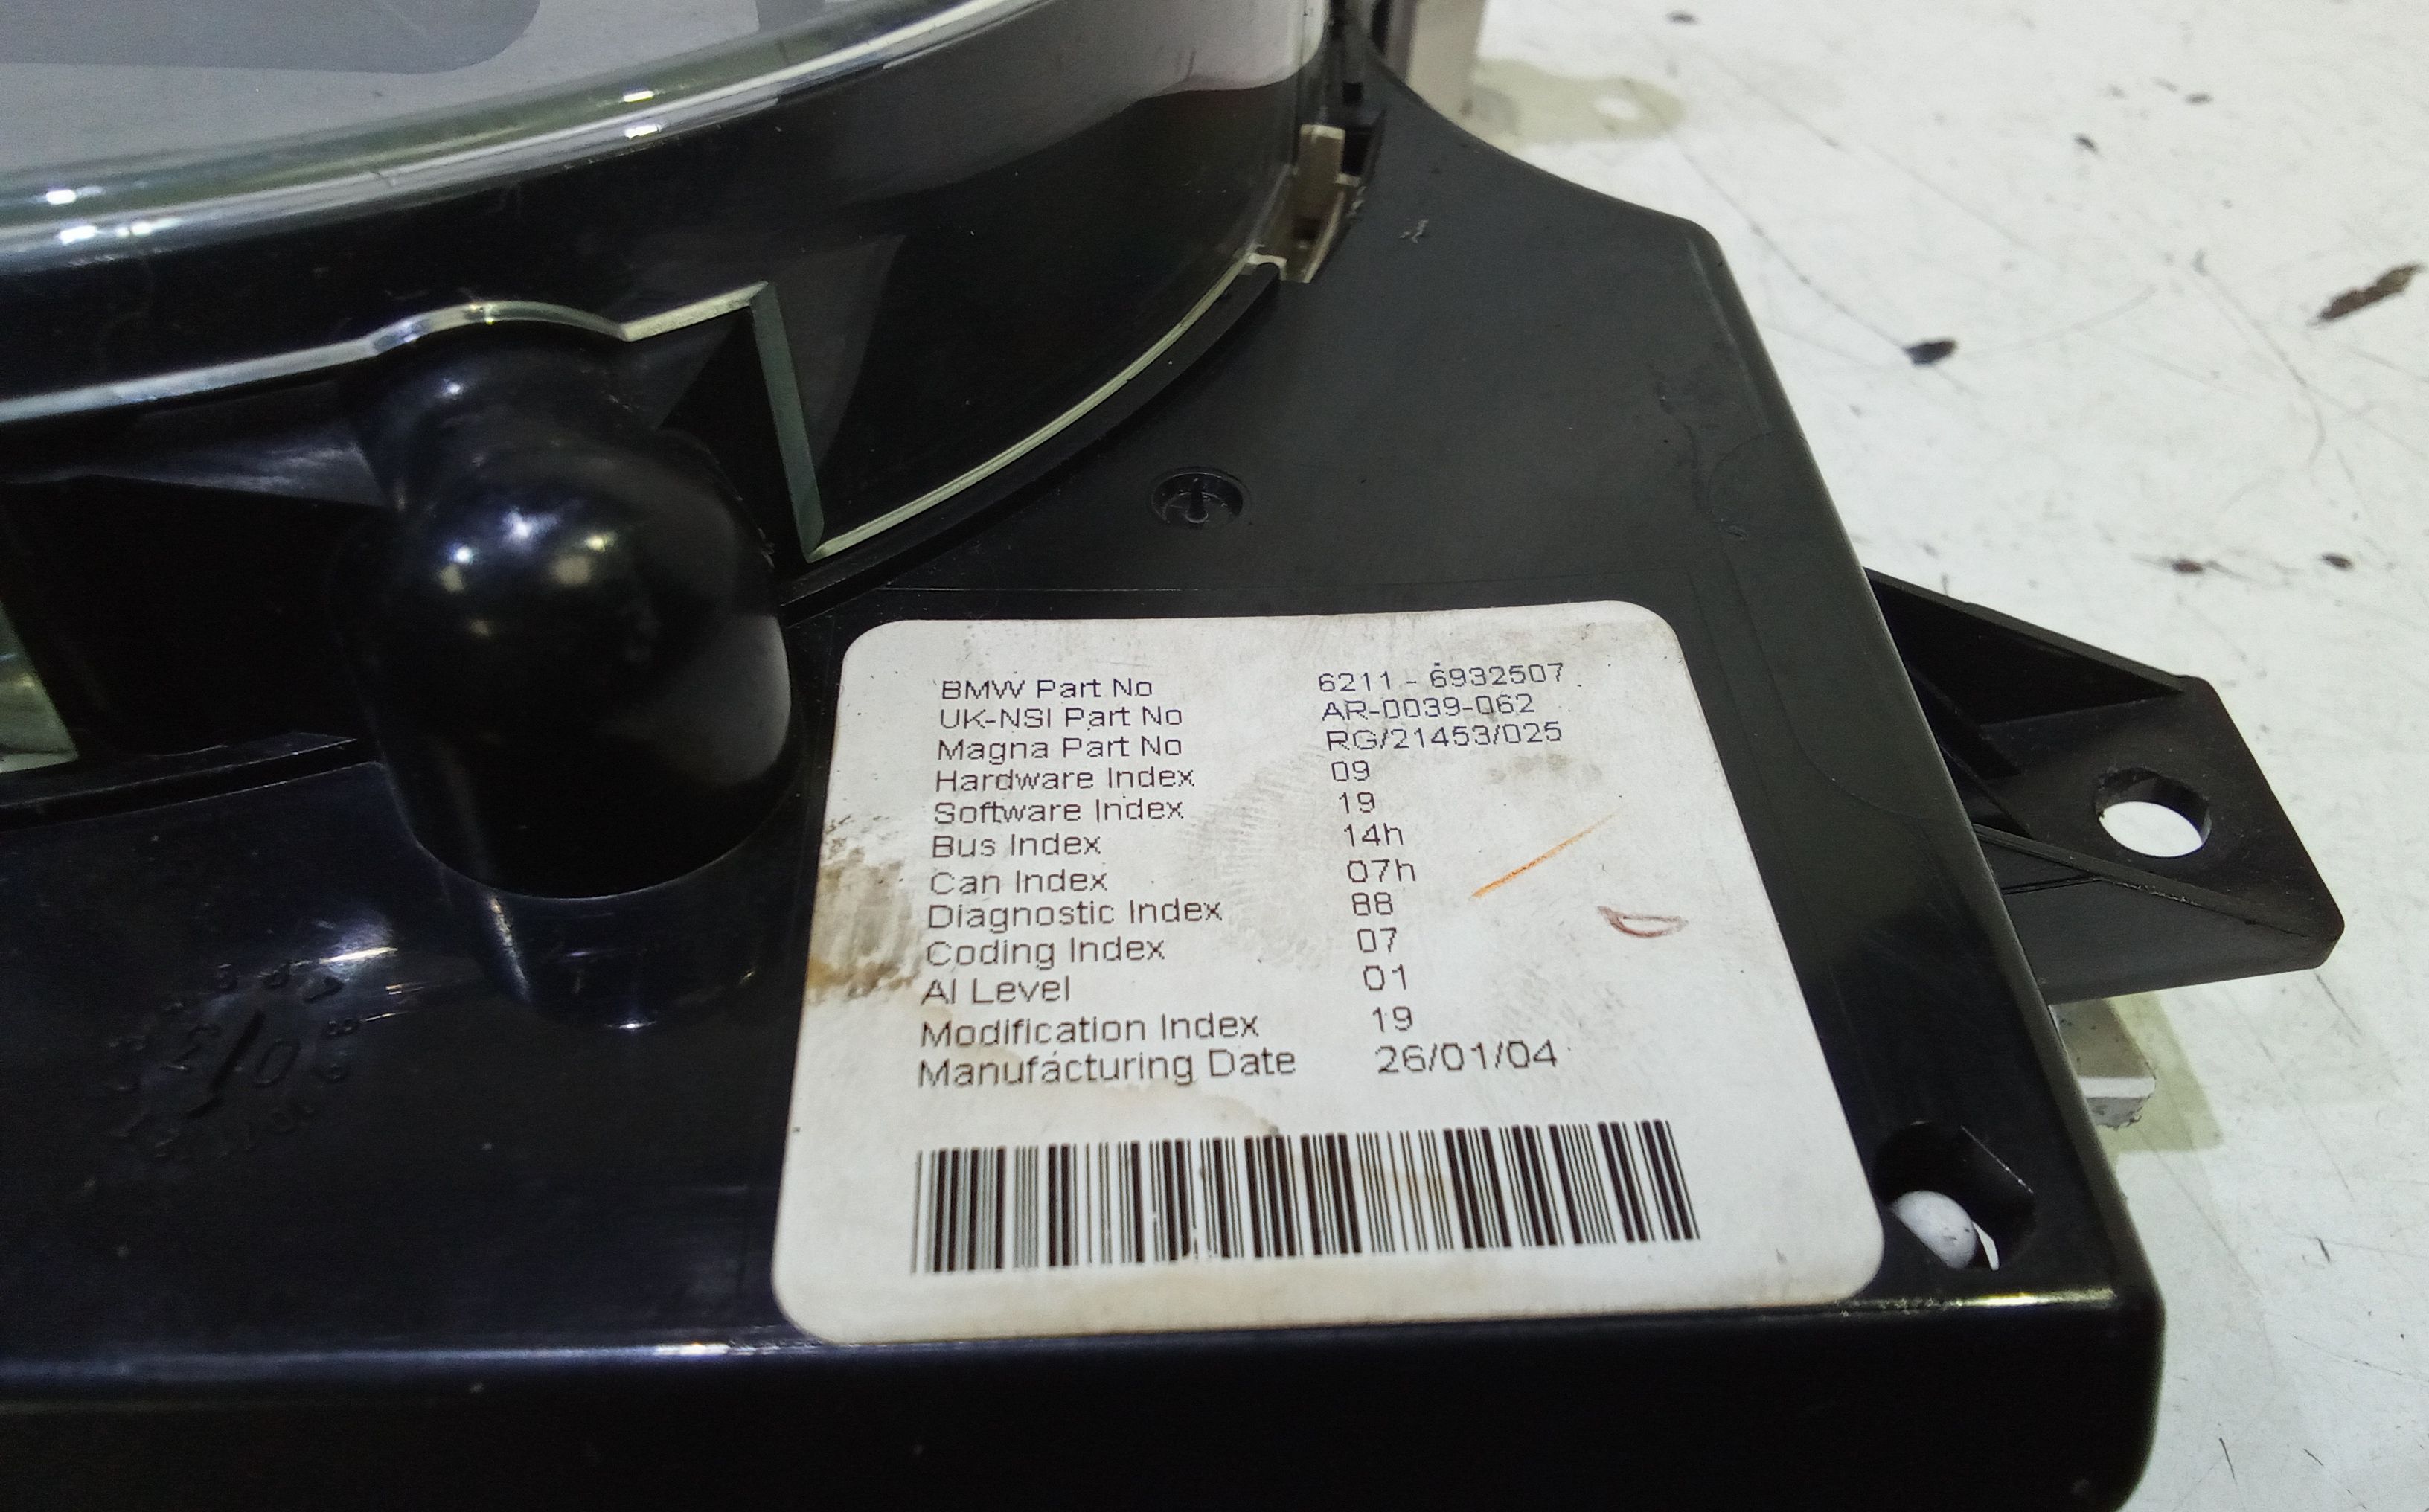 BMW Part No 6211 - 6932507
UK-NSI Part No AR-0039-062
Magna Part No RG/21453/025
Hardware Index 09
Software Index 19
Bus Index 14h
Can Index 07h
Diagnostic Index 88
Coding Index 07
AI Level 01
Modification Index 19
Manufacturing Date 26/01/04